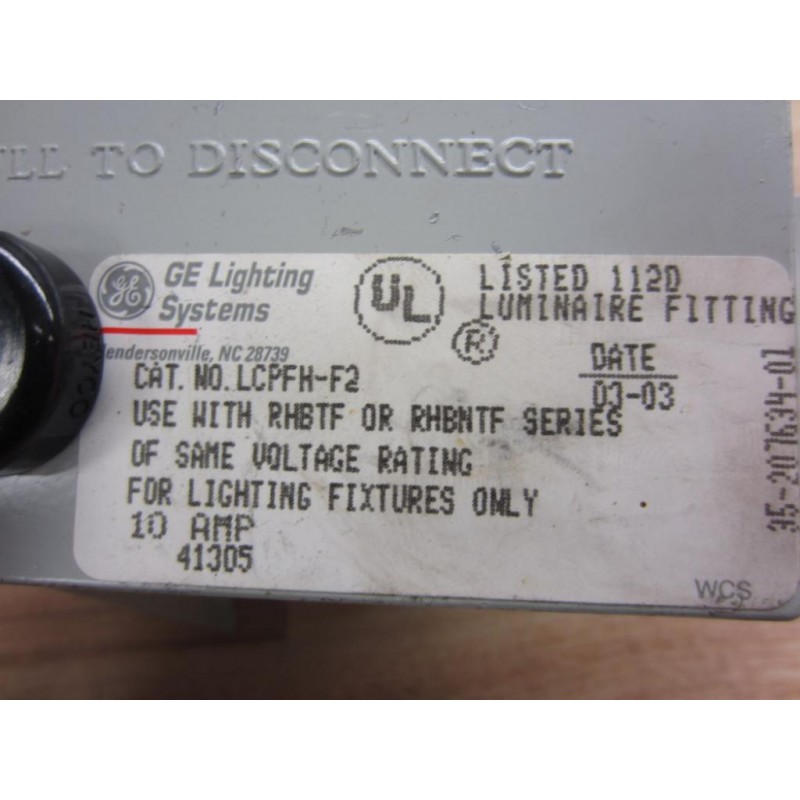 TO DISCONNECT
GE
GE Lighting
Systems
endersonville, NC 28739
UL
®
LISTED 112D
LUMINAIRE FITTING
DATE
03-03
CAT. NO. LCPFH-F2
USE WITH RHBTF OR RHBNTF SERIES
OF SAME VOLTAGE RATING
FOR LIGHTING FIXTURES ONLY
10 AMP
41305
35-207634-01
WCS
HEYCO